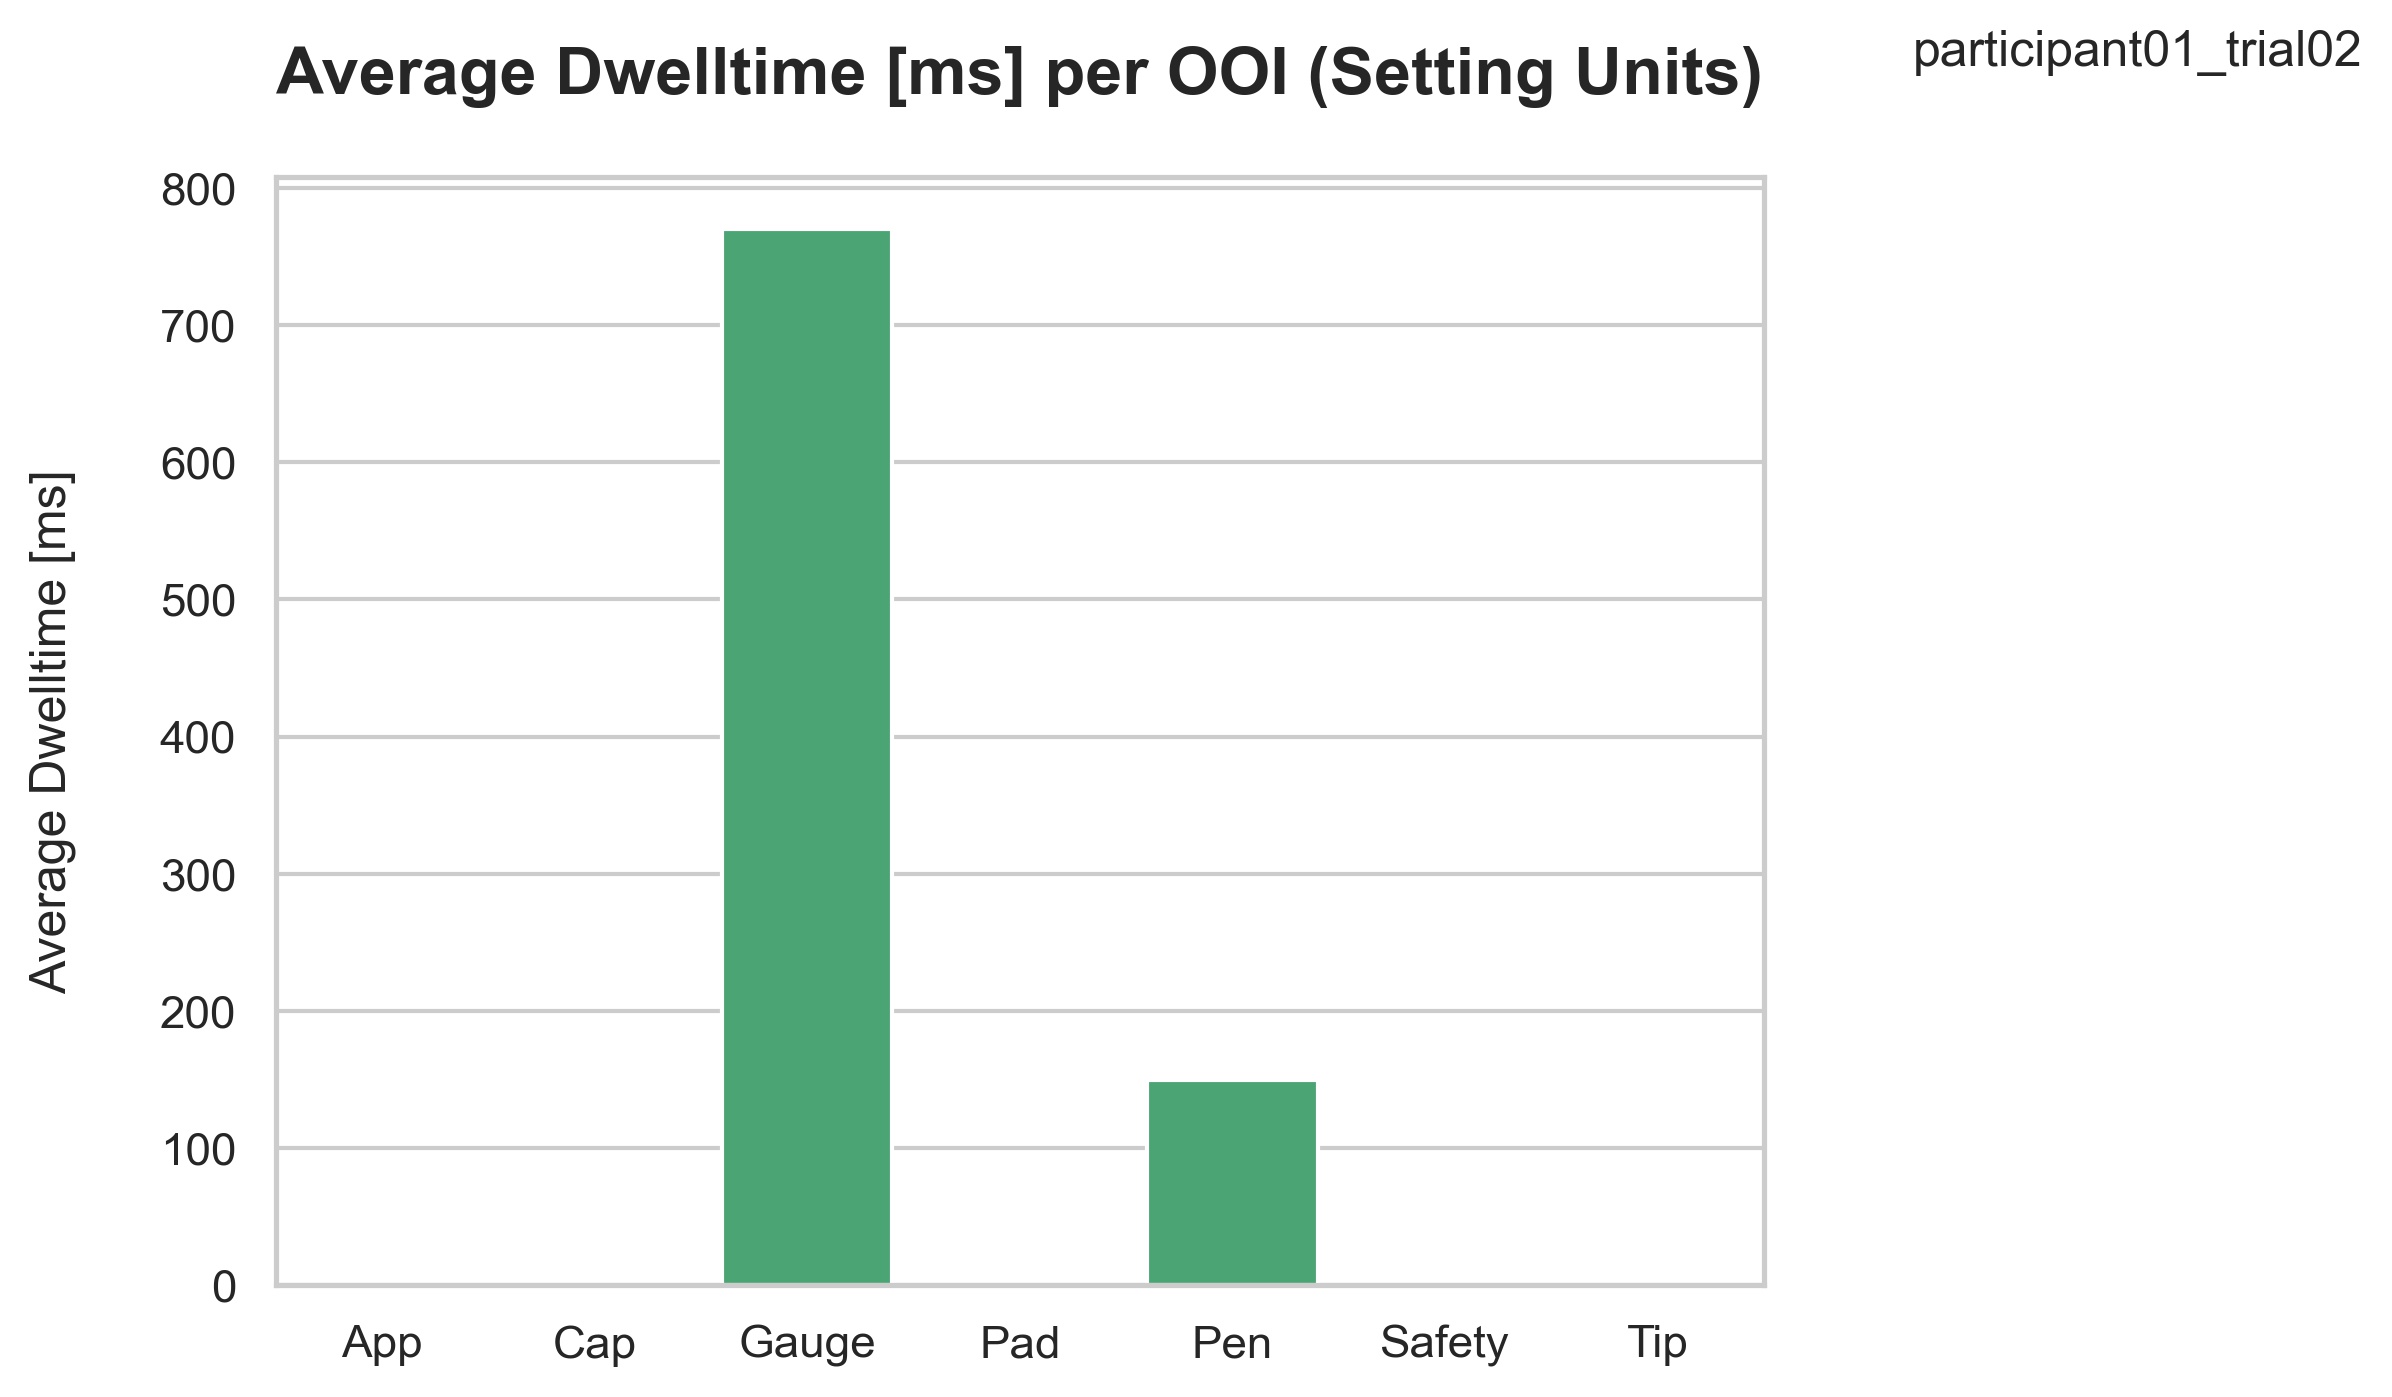 Average Dwelltime [ms] per OOI (Setting Units)
participant01_trial02
Average Dwelltime [ms]
800
700
600
500
400
300
200
100
0
App Cap Gauge Pad Pen Safety Tip